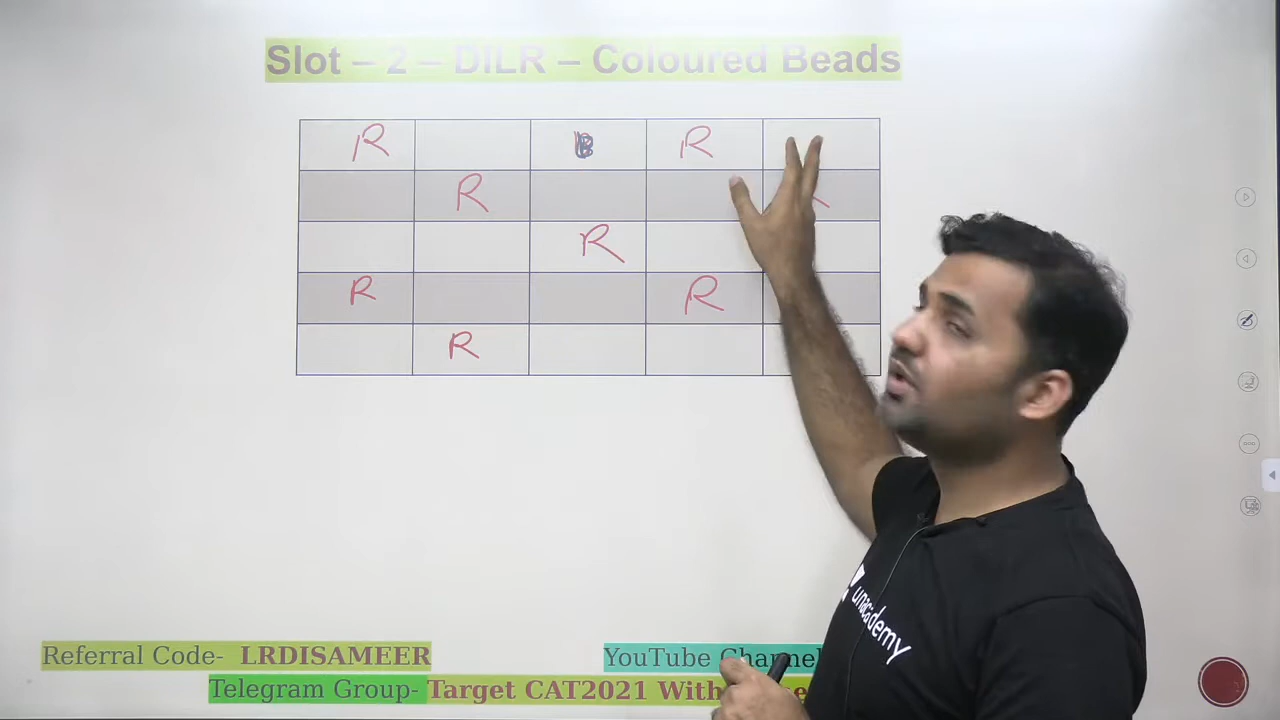 Slot – 2 – DILR – Coloured Beads
R B R
R R
R
R R
R
unacademy
Referral Code- LRDISAMEER YouTube Channel
Telegram Group- Target CAT2021 With